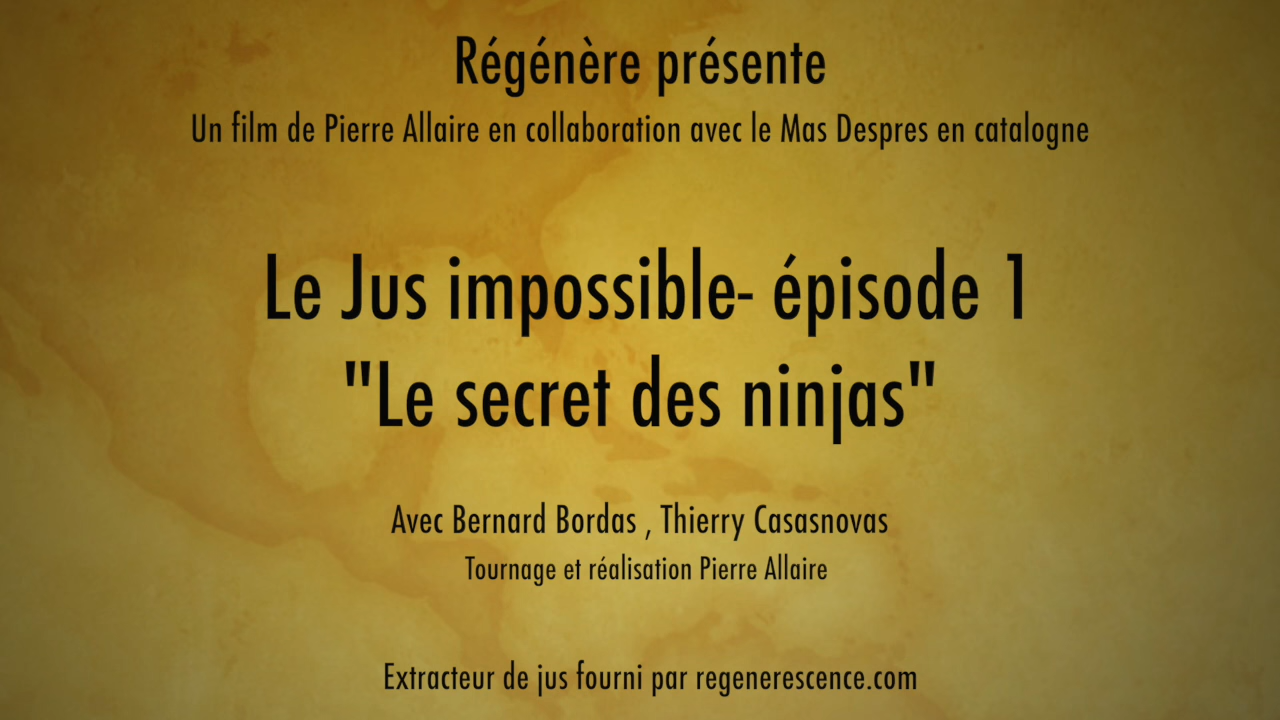 Régénère présente
Un film de Pierre Allaire en collaboration avec le Mas Despres en catalogne
Le Jus impossible- épisode 1
"Le secret des ninjas"
Avec Bernard Bordas , Thierry Casasnovas
Tournage et réalisation Pierre Allaire
Extracteur de jus fourni par regenerescence.com